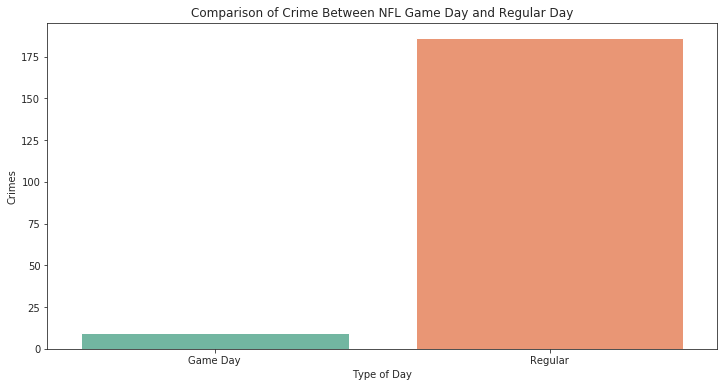 Comparison of Crime Between NFL Game Day and Regular Day
175
150
125
100
75
50
25
0
Crimes
Game Day
Regular
Type of Day